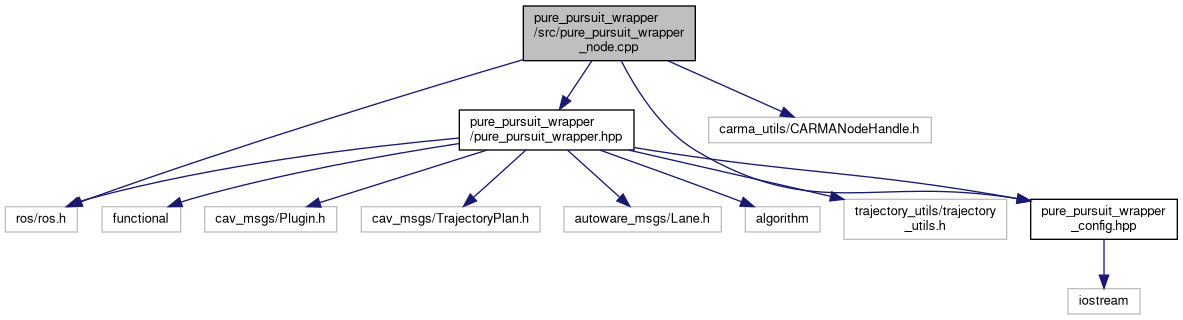 pure_pursuit_wrapper
/src/pure_pursuit_wrapper
_node.cpp
pure_pursuit_wrapper
/pure_pursuit_wrapper.hpp
carma_utils/CARMANodeHandle.h
ros/ros.h
functional
cav_msgs/Plugin.h
cav_msgs/TrajectoryPlan.h
autoware_msgs/Lane.h
algorithm
trajectory_utils/trajectory
_utils.h
pure_pursuit_wrapper
_config.hpp
iostream